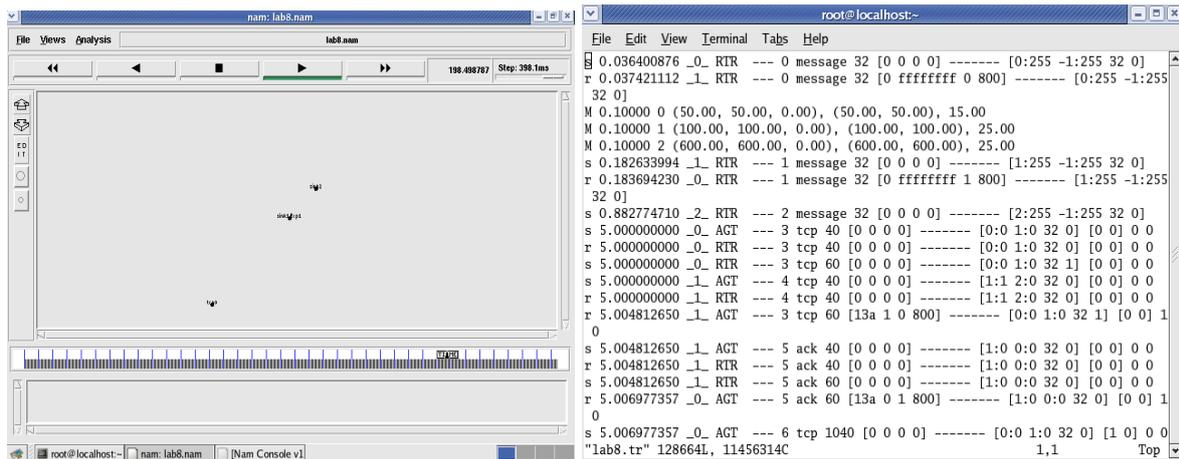 nam: lab8.nam
File Views Analysis lab8.nam
198.498787 Step: 398.1ms
ED
IT
TIME
root@localhost:~ nam: lab8.nam [Nam Console v1
root@localhost:~
File Edit View Terminal Tabs Help
s 0.036400876 _0_ RTR --- 0 message 32 [0 0 0 0] ------- [0:255 -1:255 32 0]
r 0.037421112 _1_ RTR --- 0 message 32 [0 ffffffff 0 800] ------- [0:255 -1:255
32 0]
M 0.10000 0 (50.00, 50.00, 0.00), (50.00, 50.00), 15.00
M 0.10000 1 (100.00, 100.00, 0.00), (100.00, 100.00), 25.00
M 0.10000 2 (600.00, 600.00, 0.00), (600.00, 600.00), 25.00
s 0.182633994 _1_ RTR --- 1 message 32 [0 0 0 0] ------- [1:255 -1:255 32 0]
r 0.183694230 _0_ RTR --- 1 message 32 [0 ffffffff 1 800] ------- [1:255 -1:255
32 0]
s 0.882774710 _2_ RTR --- 2 message 32 [0 0 0 0] ------- [2:255 -1:255 32 0]
s 5.000000000 _0_ AGT --- 3 tcp 40 [0 0 0 0] ------- [0:0 1:0 32 0] [0 0] 0 0
r 5.000000000 _0_ RTR --- 3 tcp 40 [0 0 0 0] ------- [0:0 1:0 32 0] [0 0] 0 0
s 5.000000000 _0_ RTR --- 3 tcp 60 [0 0 0 0] ------- [0:0 1:0 32 1] [0 0] 0 0
s 5.000000000 _1_ AGT --- 4 tcp 40 [0 0 0 0] ------- [1:1 2:0 32 0] [0 0] 0 0
r 5.000000000 _1_ RTR --- 4 tcp 40 [0 0 0 0] ------- [1:1 2:0 32 0] [0 0] 0 0
r 5.004812650 _1_ AGT --- 3 tcp 60 [13a 1 0 800] ------- [0:0 1:0 32 1] [0 0] 1
0
s 5.004812650 _1_ AGT --- 5 ack 40 [0 0 0 0] ------- [1:0 0:0 32 0] [0 0] 0 0
r 5.004812650 _1_ RTR --- 5 ack 40 [0 0 0 0] ------- [1:0 0:0 32 0] [0 0] 0 0
s 5.004812650 _1_ RTR --- 5 ack 60 [0 0 0 0] ------- [1:0 0:0 32 0] [0 0] 0 0
r 5.006977357 _0_ AGT --- 5 ack 60 [13a 0 1 800] ------- [1:0 0:0 32 0] [0 0] 1
0
s 5.006977357 _0_ AGT --- 6 tcp 1040 [0 0 0 0] ------- [0:0 1:0 32 0] [1 0] 0 0
"lab8.tr" 128664L, 11456314C 1,1 Top